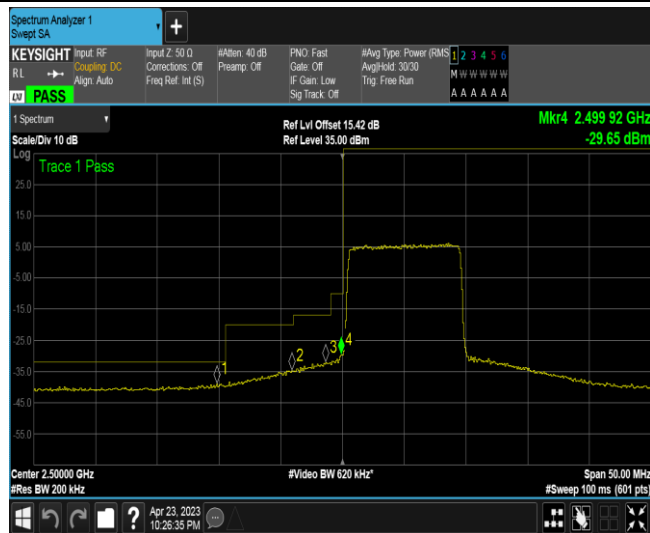 Spectrum Analyzer 1
Swept SA
+
KEYSIGHT
RL
LXI PASS
Input: RF
Coupling: DC
Align: Auto
Input Z: 50 Ω
Corrections: Off
Freq Ref: Int (S)
#Atten: 40 dB
Preamp: Off
PNO: Fast
Gate: Off
IF Gain: Low
Sig Track: Off
#Avg Type: Power (RMS
Avg|Hold: 30/30
Trig: Free Run
1 2 3 4 5 6
M W W W W W
A A A A A A
1 Spectrum
Scale/Div 10 dB
Ref Lvl Offset 15.42 dB
Ref Level 35.00 dBm
Mkr4 2.499 92 GHz
-29.65 dBm
Log
Trace 1 Pass
25.0
15.0
5.00
-5.00
-15.0
-25.0
-35.0
-45.0
-55.0
1
2
3
4
Center 2.50000 GHz
#Video BW 620 kHz*
Span 50.00 MHz
#Res BW 200 kHz
#Sweep 100 ms (601 pts)
?
Apr 23, 2023
10:26:35 PM